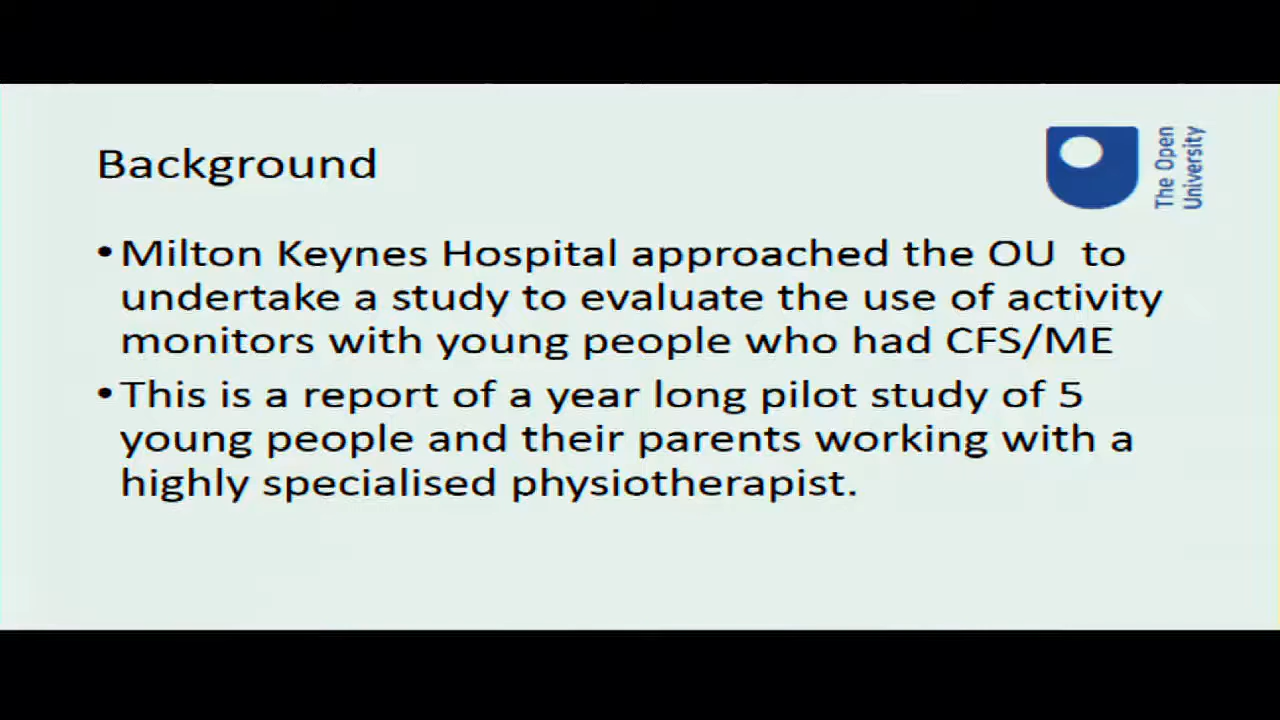 Background
The Open
University
•Milton Keynes Hospital approached the OU to
undertake a study to evaluate the use of activity
monitors with young people who had CFS/ME
•This is a report of a year long pilot study of 5
young people and their parents working with a
highly specialised physiotherapist.